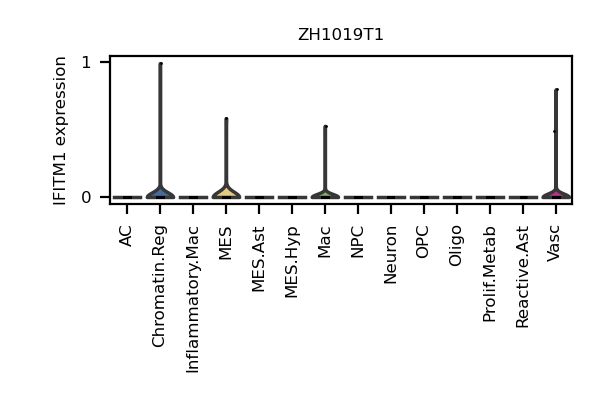 ZH1019T1
IFITM1 expression
1
0
AC
Chromatin.Reg
Inflammatory.Mac
MES
MES.Ast
MES.Hyp
Mac
NPC
Neuron
OPC
Oligo
Prolif.Metab
Reactive.Ast
Vasc